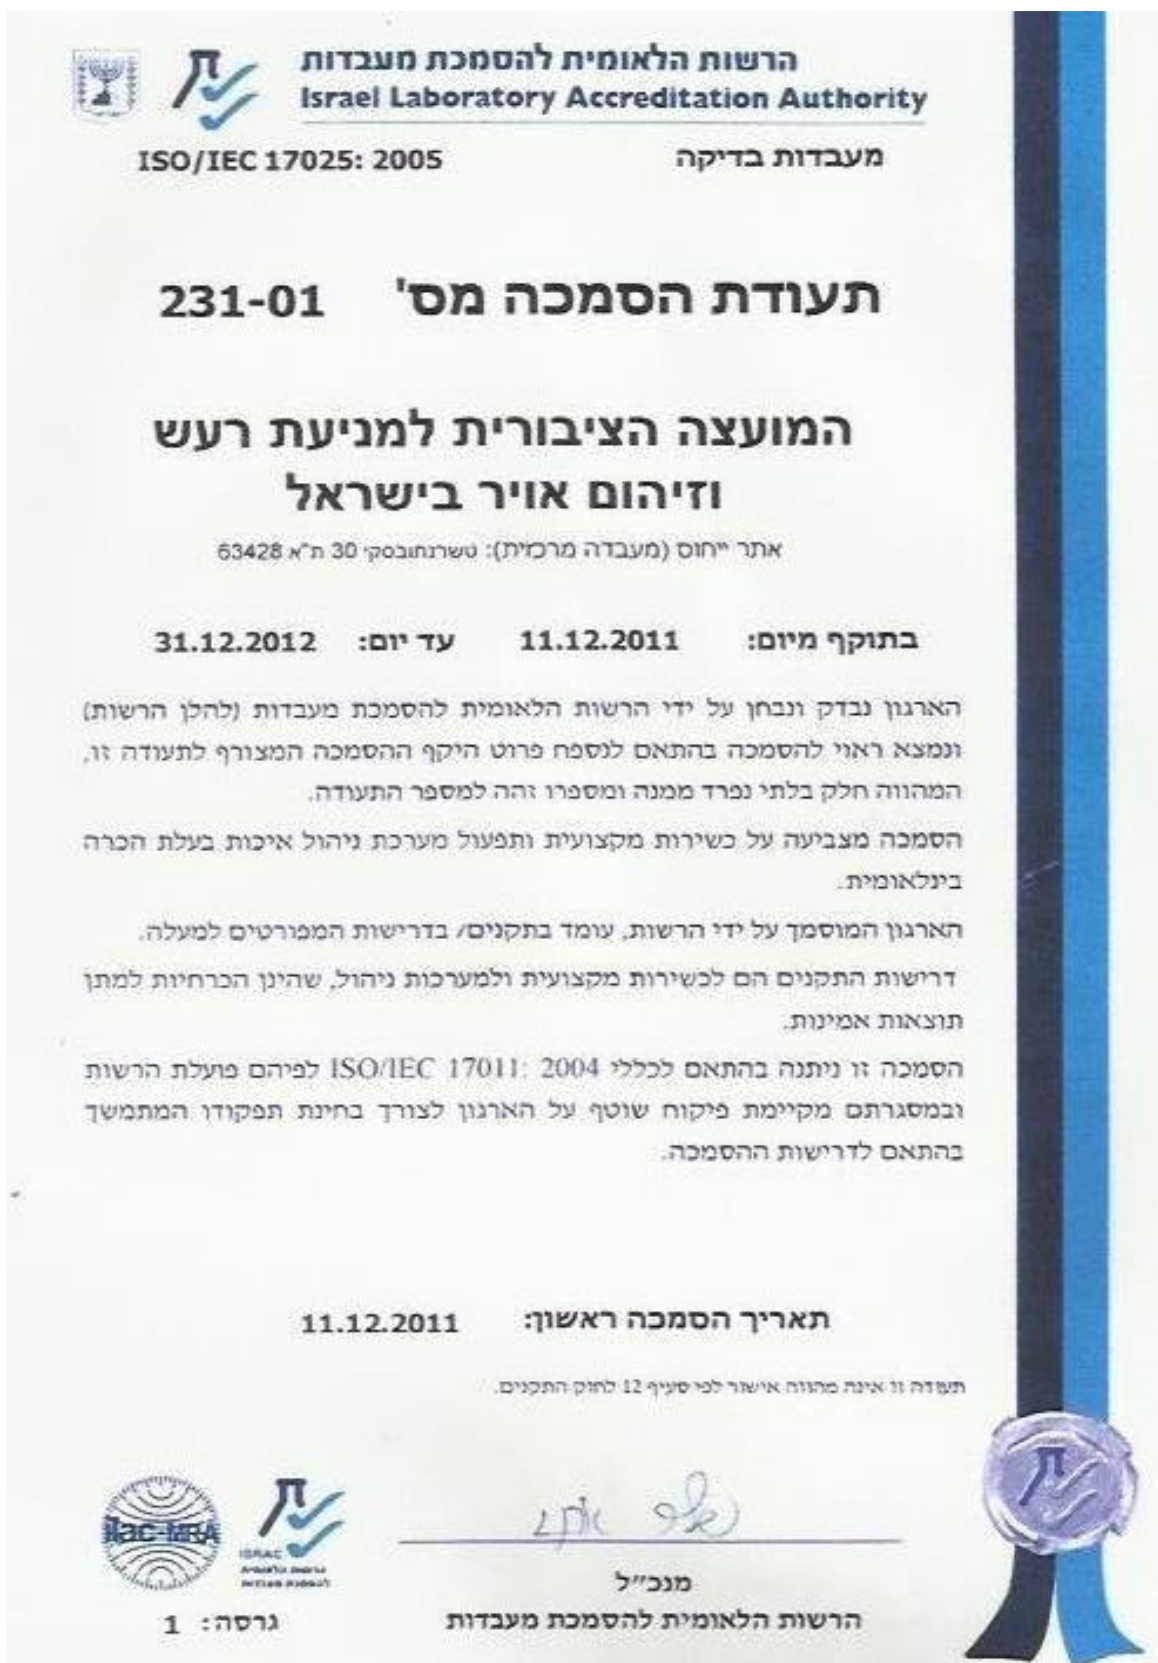 הרשות הלאומית להסמכת מעבדות
Israel Laboratory Accreditation Authority
מעבדות בדיקה ISO/IEC 17025: 2005
תעודת הסמכה מס' 231-01
המועצה הציבורית למניעת רעש
וזיהום אויר בישראל
אתר ייחוס (מעבדה מרכזית): טשרנחובסקי 30 ת"א 63428
בתוקף מיום: 11.12.2011 עד יום: 31.12.2012
הארגון נבדק ונבחן על ידי הרשות הלאומית להסמכת מעבדות (להלן הרשות)
ונמצא ראוי להסמכה בהתאם לנספח פרוט היקף ההסמכה המצורף לתעודה זו,
המהווה חלק בלתי נפרד ממנה ומספרו זהה למספר התעודה.
הסמכה מצביעה על כשירות מקצועית ותפעול מערכת ניהול איכות בעלת הכרה
בינלאומית.
הארגון המוסמך על ידי הרשות, עומד בתקנים/ בדרישות המפורטים למעלה.
דרישות התקנים הם לכשירות מקצועית ולמערכות ניהול, שהינן הכרחיות למתן
תוצאות אמינות.
הסמכה זו ניתנה בהתאם לכללי ISO/IEC 17011: 2004 לפיהם פועלת הרשות
ובמסגרתם מקיימת פיקוח שוטף על הארגון לצורך בחינת תפקודו המתמשך
בהתאם לדרישות ההסמכה.
תאריך הסמכה ראשון: 11.12.2011
תעודה זו אינה מהווה אישור לפי סעיף 12 לחוק התקנים.
ilac-MRA
ISRAC
הרשות הלאומית
להסמכת מעבדות
מנכ"ל
הרשות הלאומית להסמכת מעבדות
גרסה: 1